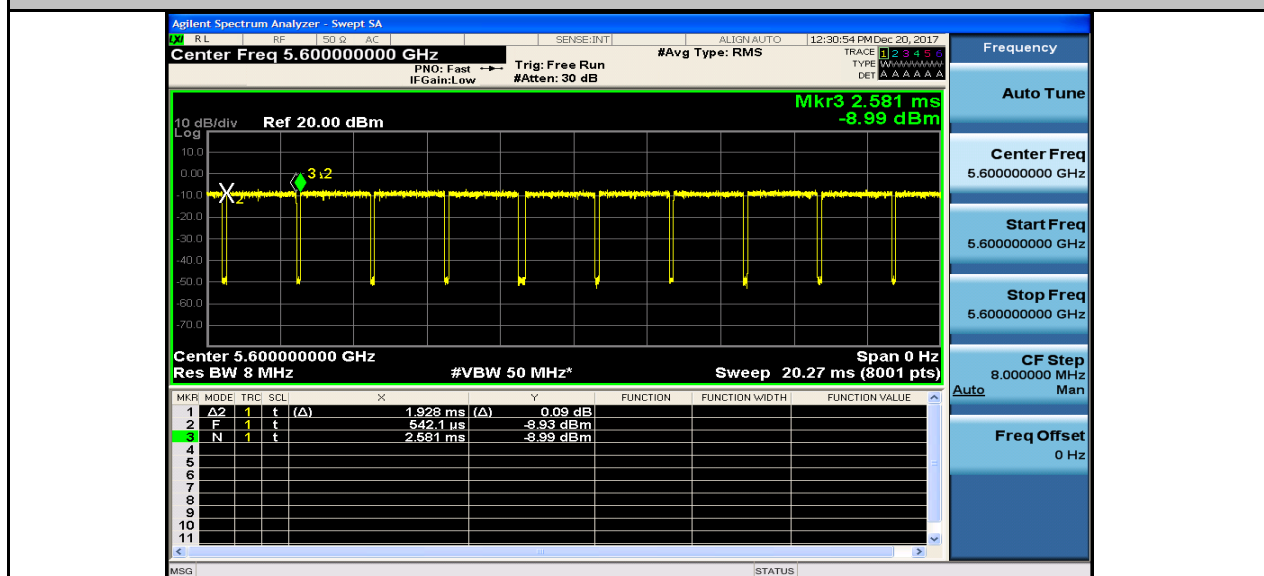 Agilent Spectrum Analyzer - Swept SA
LXI RL RF 50 Ω AC SENSE:INT ALIGN AUTO 12:30:54 PM Dec 20, 2017
Center Freq 5.600000000 GHz
PNO: Fast
IFGain:Low
Trig: Free Run
#Atten: 30 dB
#Avg Type: RMS
TRACE 1 2 3 4 5 6
TYPE
DET A A A A A A
Mkr3 2.581 ms
-8.99 dBm
10 dB/div Ref 20.00 dBm
Log
10.0
0.00
-10.0
-20.0
-30.0
-40.0
-50.0
-60.0
-70.0
X2
3 2
Center 5.600000000 GHz Span 0 Hz
Res BW 8 MHz #VBW 50 MHz* Sweep 20.27 ms (8001 pts)
MKR MODE TRC SCL X Y FUNCTION FUNCTION WIDTH FUNCTION VALUE
1 Δ2 1 t (Δ) 1.928 ms (Δ) 0.09 dB
2 F 1 t 542.1 µs -8.93 dBm
3 N 1 t 2.581 ms -8.99 dBm
4
5
6
7
8
9
10
11
MSG STATUS
Frequency
Auto Tune
Center Freq
5.600000000 GHz
Start Freq
5.600000000 GHz
Stop Freq
5.600000000 GHz
CF Step
8.000000 MHz
Auto Man
Freq Offset
0 Hz